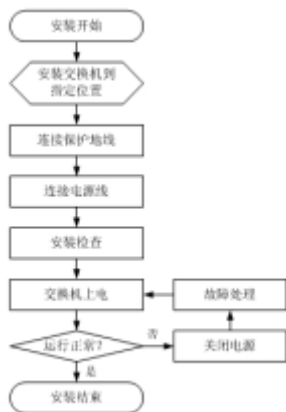 安装开始
安装交换机到
指定位置
连接保护地线
连接电源线
安装检查
交换机上电
故障处理
运行正常?
否
关闭电源
是
安装结束